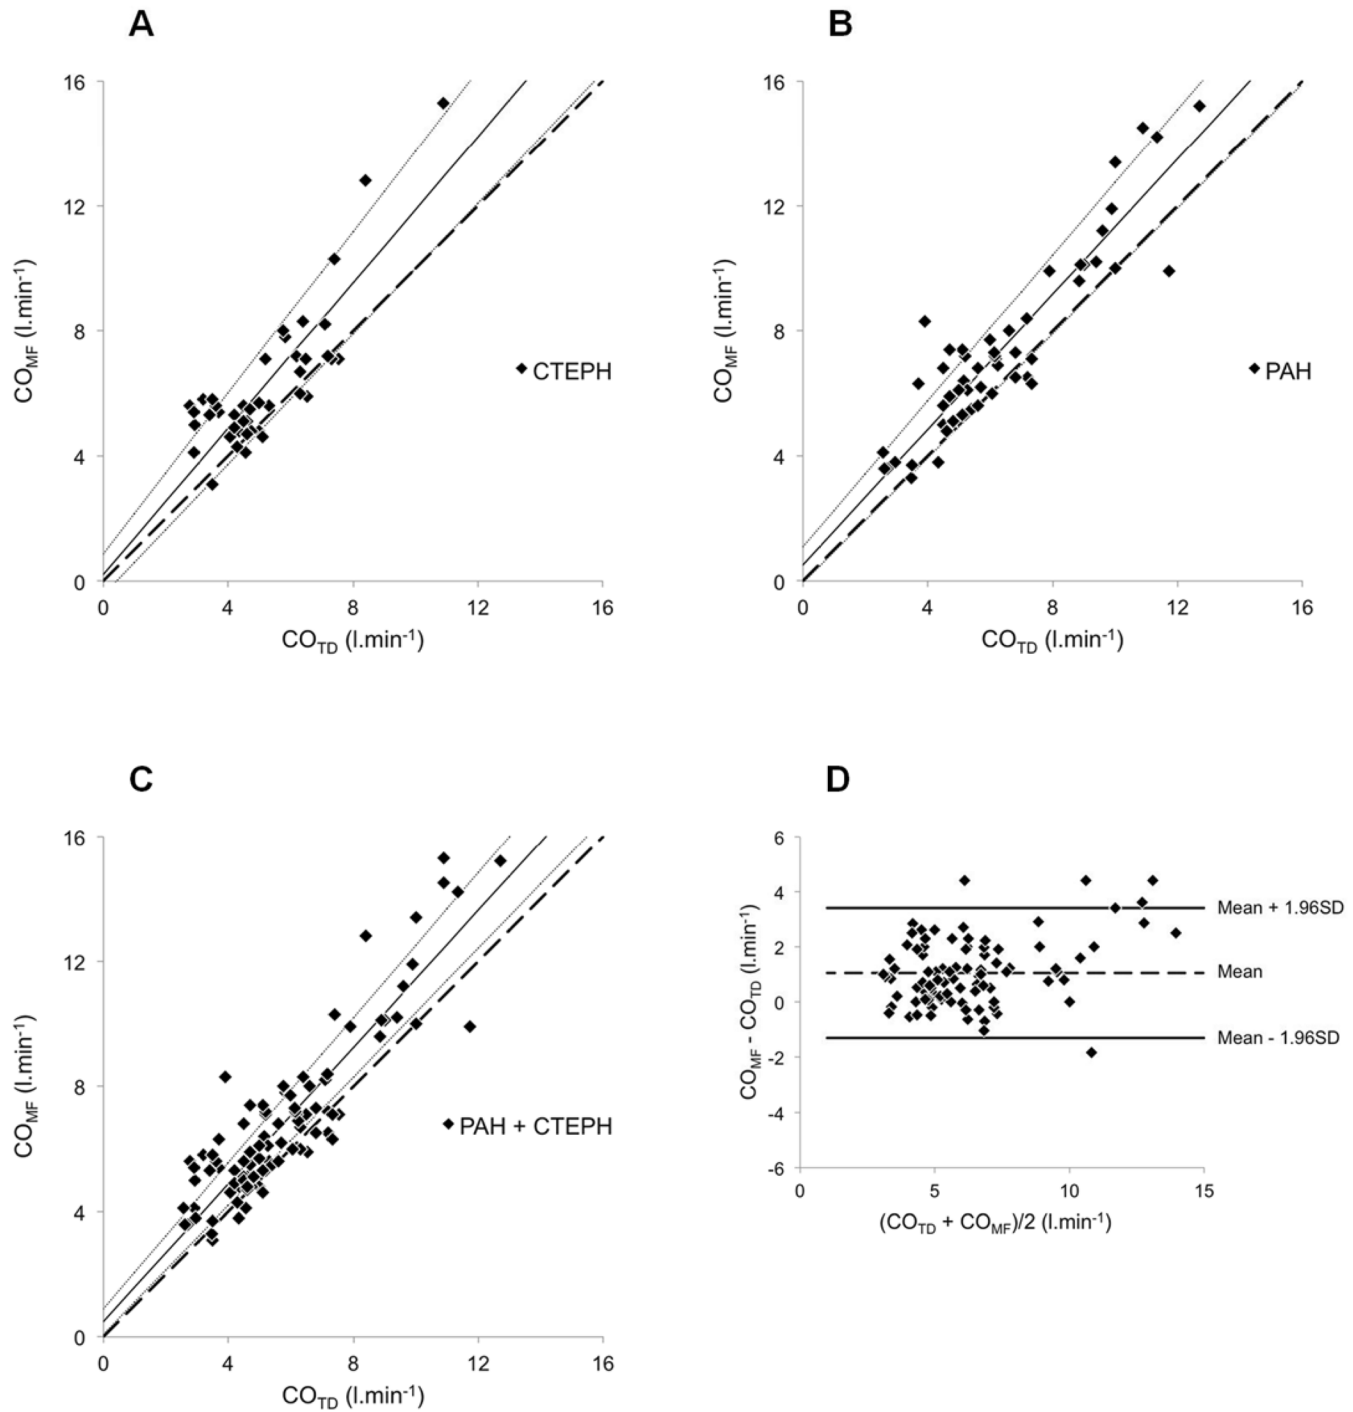 A
16
12
8
4
0
0 4 8 12 16
CO_MF (l.min⁻¹)
CO_TD (l.min⁻¹)
CTEPH
B
16
12
8
4
0
0 4 8 12 16
CO_MF (l.min⁻¹)
CO_TD (l.min⁻¹)
PAH
C
16
12
8
4
0
0 4 8 12 16
CO_MF (l.min⁻¹)
CO_TD (l.min⁻¹)
PAH + CTEPH
D
6
4
2
0
-2
-4
-6
0 5 10 15
CO_MF - CO_TD (l.min⁻¹)
(CO_TD + CO_MF)/2 (l.min⁻¹)
Mean + 1.96SD
Mean
Mean - 1.96SD